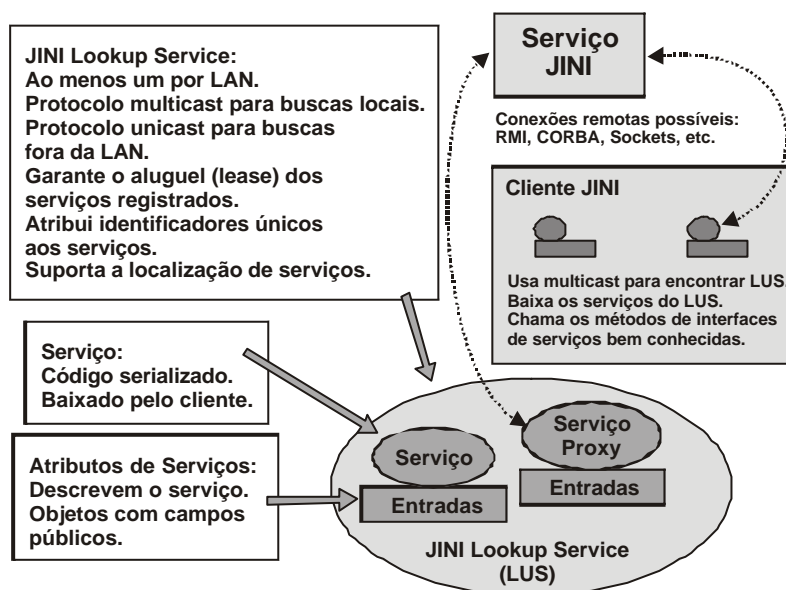 JINI Lookup Service:
Ao menos um por LAN.
Protocolo multicast para buscas locais.
Protocolo unicast para buscas
fora da LAN.
Garante o aluguel (lease) dos
serviços registrados.
Atribui identificadores únicos
aos serviços.
Suporta a localização de serviços.
Serviço
JINI
Conexões remotas possíveis:
RMI, CORBA, Sockets, etc.
Cliente JINI
Usa multicast para encontrar LUS.
Baixa os serviços do LUS.
Chama os métodos de interfaces
de serviços bem conhecidas.
Serviço:
Código serializado.
Baixado pelo cliente.
Atributos de Serviços:
Descrevem o serviço.
Objetos com campos
públicos.
Serviço
Entradas
Serviço
Proxy
Entradas
JINI Lookup Service
(LUS)